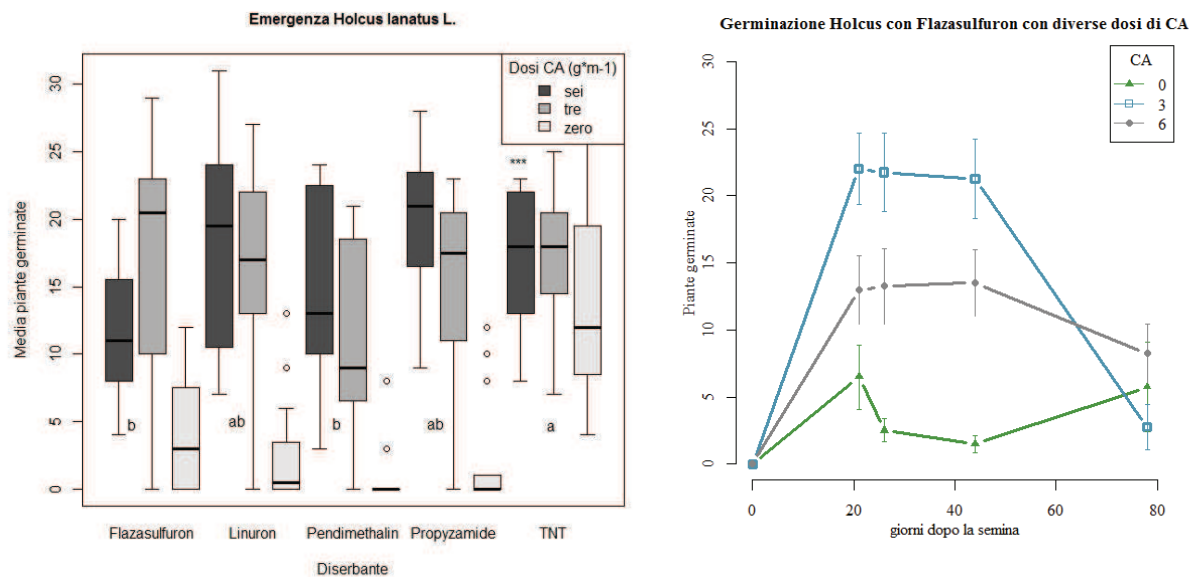 Emergenza Holcus lanatus L.
Media piante germinate
30
25
20
15
10
5
0
Dosi CA (g*m-1)
sei
tre
zero
***
b
ab
b
ab
a
Flazasulfuron
Linuron
Pendimethalin
Propyzamide
TNT
Diserbante
Germinazione Holcus con Flazasulfuron con diverse dosi di CA
Piante germinate
30
25
20
15
10
5
0
CA
0
3
6
0
20
40
60
80
giorni dopo la semina